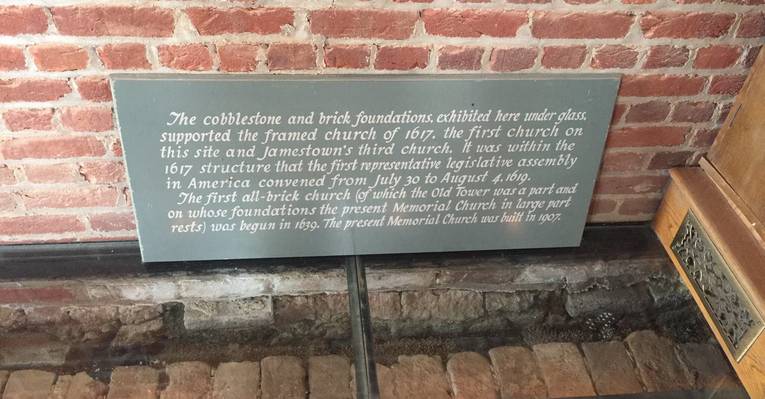 The cobblestone and brick foundations, exhibited here under glass,
supported the framed church of 1617, the first church on
this site and Jamestown's third church. It was within the
1617 structure that the first representative legislative assembly
in America convened from July 30 to August 4, 1619.
The first all-brick church (of which the Old Tower was a part and
on whose foundations the present Memorial Church in large part
rests) was begun in 1639. The present Memorial Church was built in 1907.